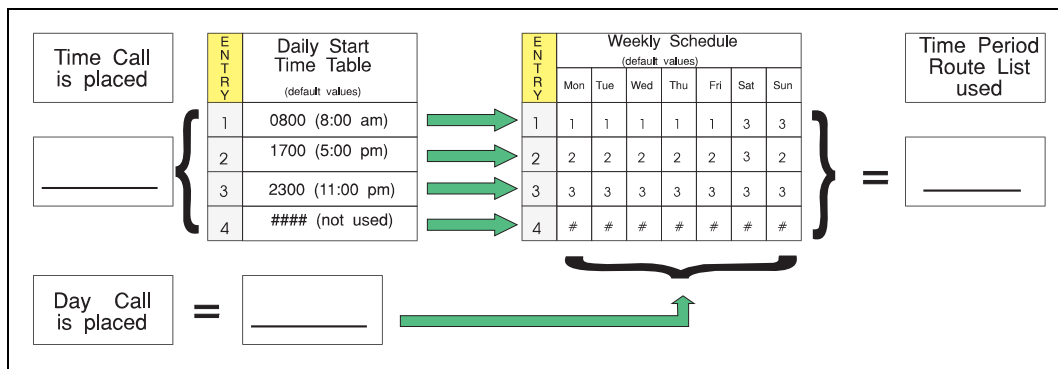 Time Call
is placed
ENTRY
Daily Start
Time Table
(default values)
1 0800 (8:00 am)
2 1700 (5:00 pm)
3 2300 (11:00 pm)
4 #### (not used)
ENTRY
Weekly Schedule
(default values)
Mon Tue Wed Thu Fri Sat Sun
1 1 1 1 1 1 3 3
2 2 2 2 2 2 3 2
3 3 3 3 3 3 3 3
4 # # # # # # #
=
Time Period
Route List
used
Day Call
is placed
=